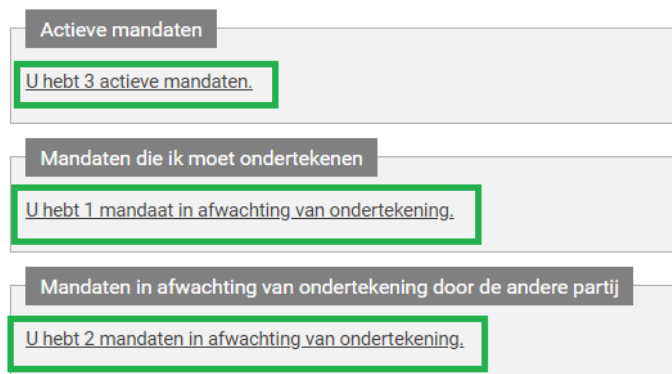 Actieve mandaten
U hebt 3 actieve mandaten.
Mandaten die ik moet ondertekenen
U hebt 1 mandaat in afwachting van ondertekening.
Mandaten in afwachting van ondertekening door de andere partij
U hebt 2 mandaten in afwachting van ondertekening.